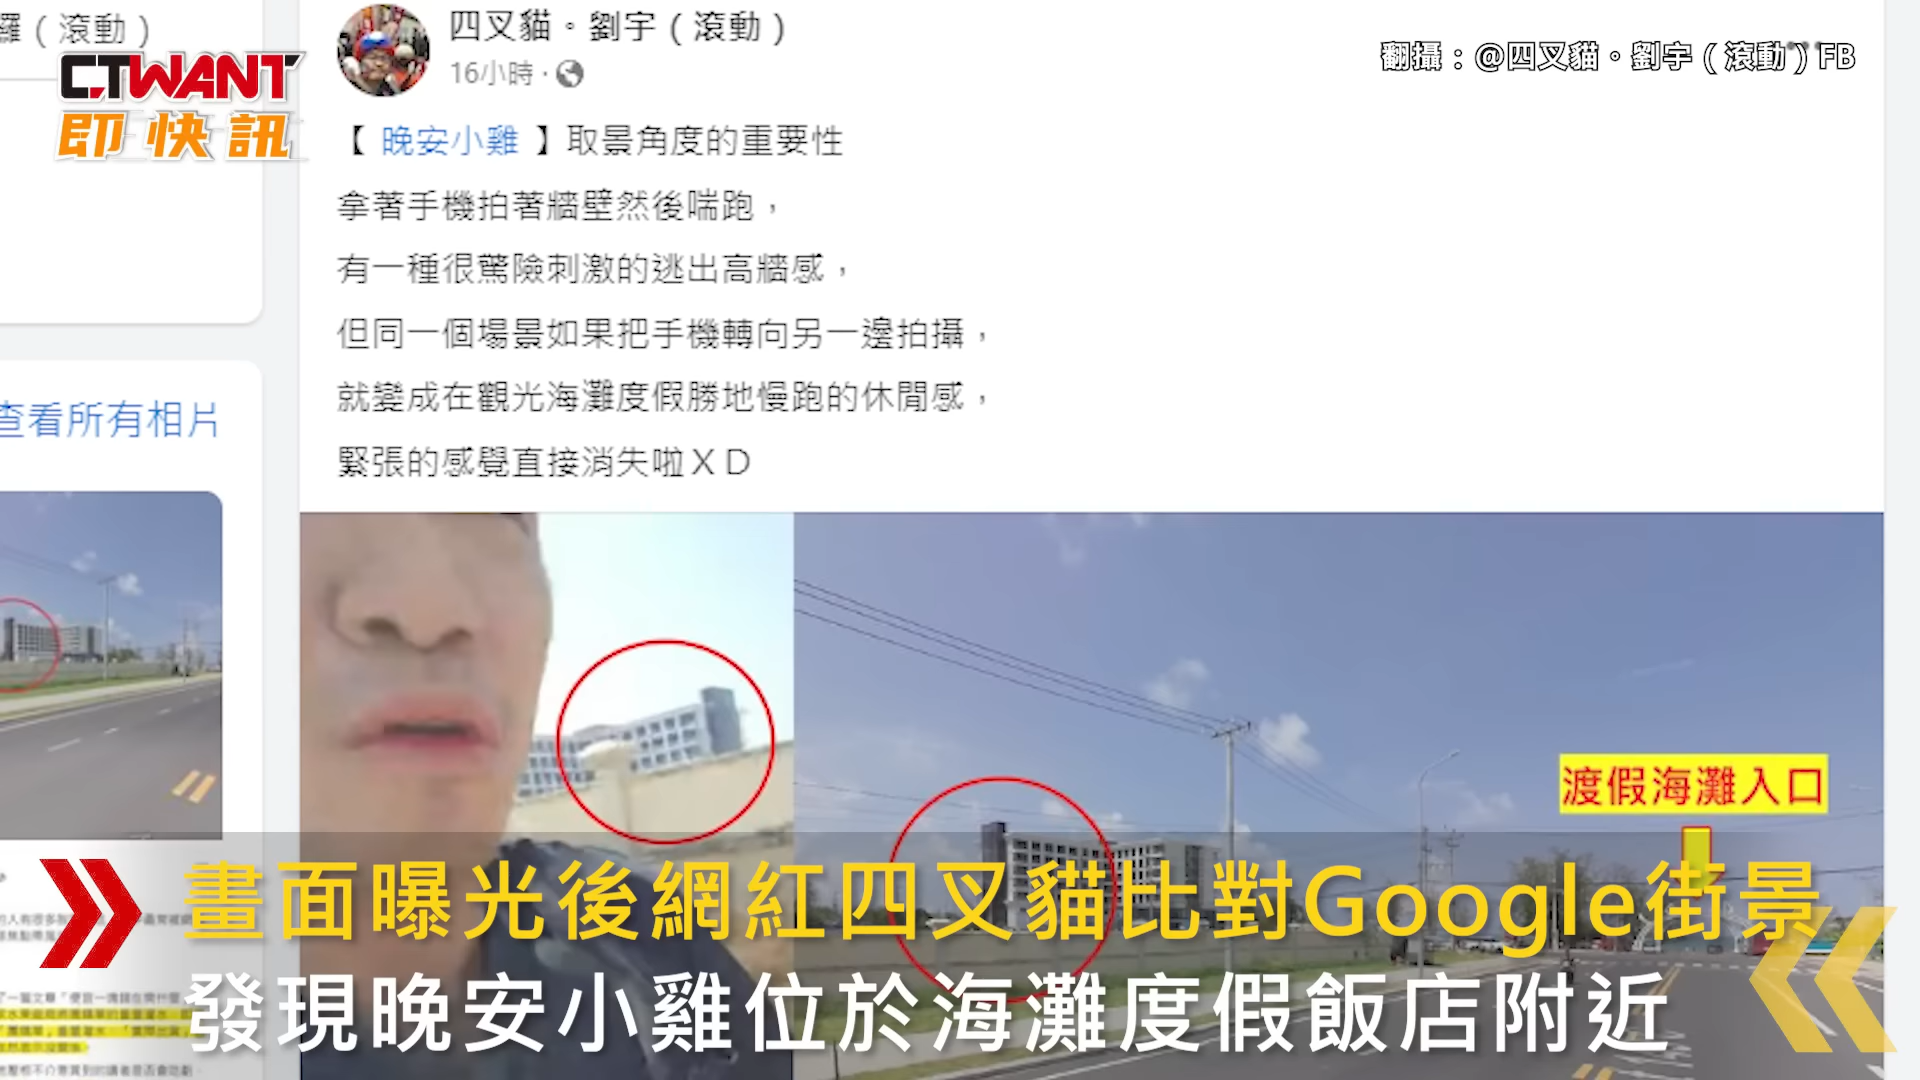 羅（滾動）
CTWANT
即快訊
四叉貓。劉宇（滾動）
16小時·
翻攝：@四叉貓。劉宇（滾動）FB
【 晚安小雞 】取景角度的重要性
拿著手機拍著牆壁然後喘跑，
有一種很驚險刺激的逃出高牆感，
但同一個場景如果把手機轉向另一邊拍攝，
就變成在觀光海灘度假勝地慢跑的休閒感，
緊張的感覺直接消失啦ＸＤ
查看所有相片
渡假海灘入口
畫面曝光後網紅四叉貓比對Google街景
發現晚安小雞位於海灘度假飯店附近